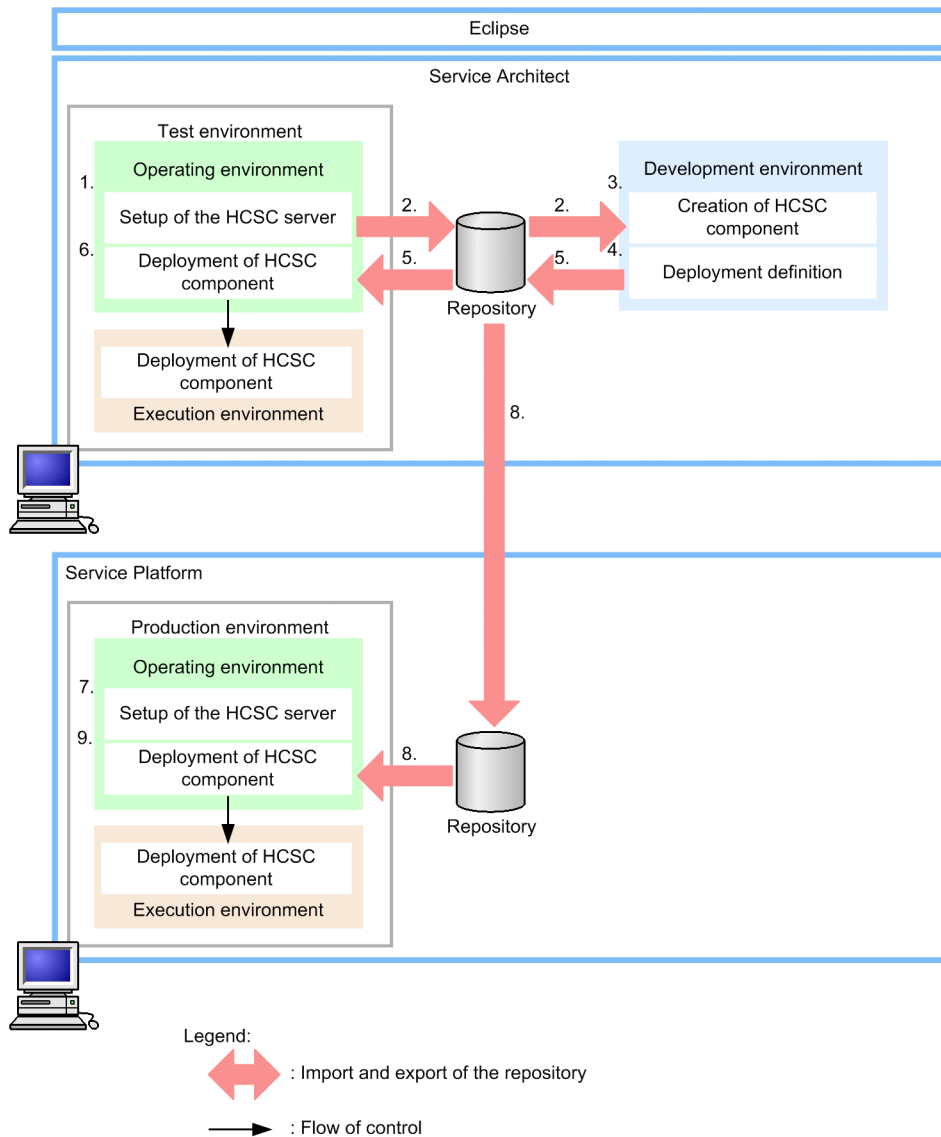 Eclipse
Service Architect
Test environment
Operating environment
1.
Setup of the HCSC server
6.
Deployment of HCSC
component
Deployment of HCSC
component
Execution environment
2.
5.
Repository
2.
5.
Development environment
3.
Creation of HCSC
component
4.
Deployment definition
8.
Service Platform
Production environment
Operating environment
7.
Setup of the HCSC server
9.
Deployment of HCSC
component
8.
Repository
Deployment of HCSC
component
Execution environment
Legend:
: Import and export of the repository
: Flow of control